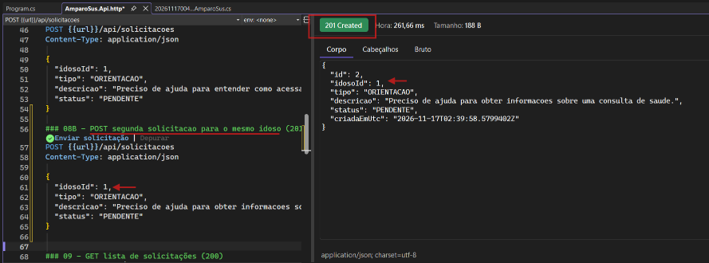 Program.cs
AmparoSus.Api.http*
20261117004..._AmparoSus.cs
POST {{url}}/api/solicitacoes
env: <none>
46 POST {{url}}/api/solicitacoes
47 Content-Type: application/json
48
49 {
50 "idosoId": 1,
51 "tipo": "ORIENTACAO",
52 "descricao": "Preciso de ajuda para entender como acessa
53 "status": "PENDENTE"
54 }
55
56 ### 08B - POST segunda solicitacao para o mesmo idoso (201
Enviar solicitação | Depurar
57 POST {{url}}/api/solicitacoes
58 Content-Type: application/json
59
60 {
61 "idosoId": 1,
62 "tipo": "ORIENTACAO",
63 "descricao": "Preciso de ajuda para obter informacoes so
64 "status": "PENDENTE"
65 }
66
67
68 ### 09 - GET lista de solicitações (200)
201 Created Hora: 261,66 ms Tamanho: 188 B
Corpo Cabeçalhos Bruto
{
"id": 2,
"idosoId": 1,
"tipo": "ORIENTACAO",
"descricao": "Preciso de ajuda para obter informacoes sobre uma consulta de saude.",
"status": "PENDENTE",
"criadaEmUtc": "2026-11-17T02:39:58.5799402Z"
}
application/json; charset=utf-8